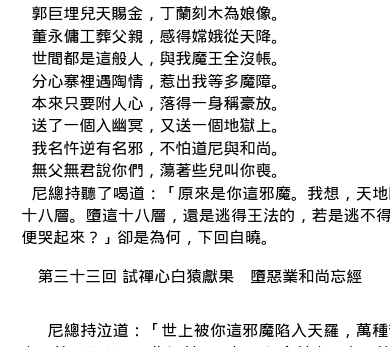 郭巨埋兒天賜金，丁蘭刻木為娘像。
董永傭工葬父親，感得嫦娥從天降。
世間都是這般人，與我魔王全沒帳。
分心寨裡遇陶情，惹出我等多魔障。
本來只要附人心，落得一身稱豪放。
送了一個入幽冥，又送一個地獄上。
我名忤逆有名邪，不怕道尼與和尚。
無父無君說你們，蕩著些兒叫你喪。
尼總持聽了喝道：「原來是你這邪魔。我想，天地
十八層。墮這十八層，還是逃得王法的，若是逃不得
便哭起來？」卻是為何，下回自曉。
第三十三回 試禪心白猿獻果　墮惡業和尚忘經
尼總持泣道：「世上被你這邪魔陷入天羅，萬種